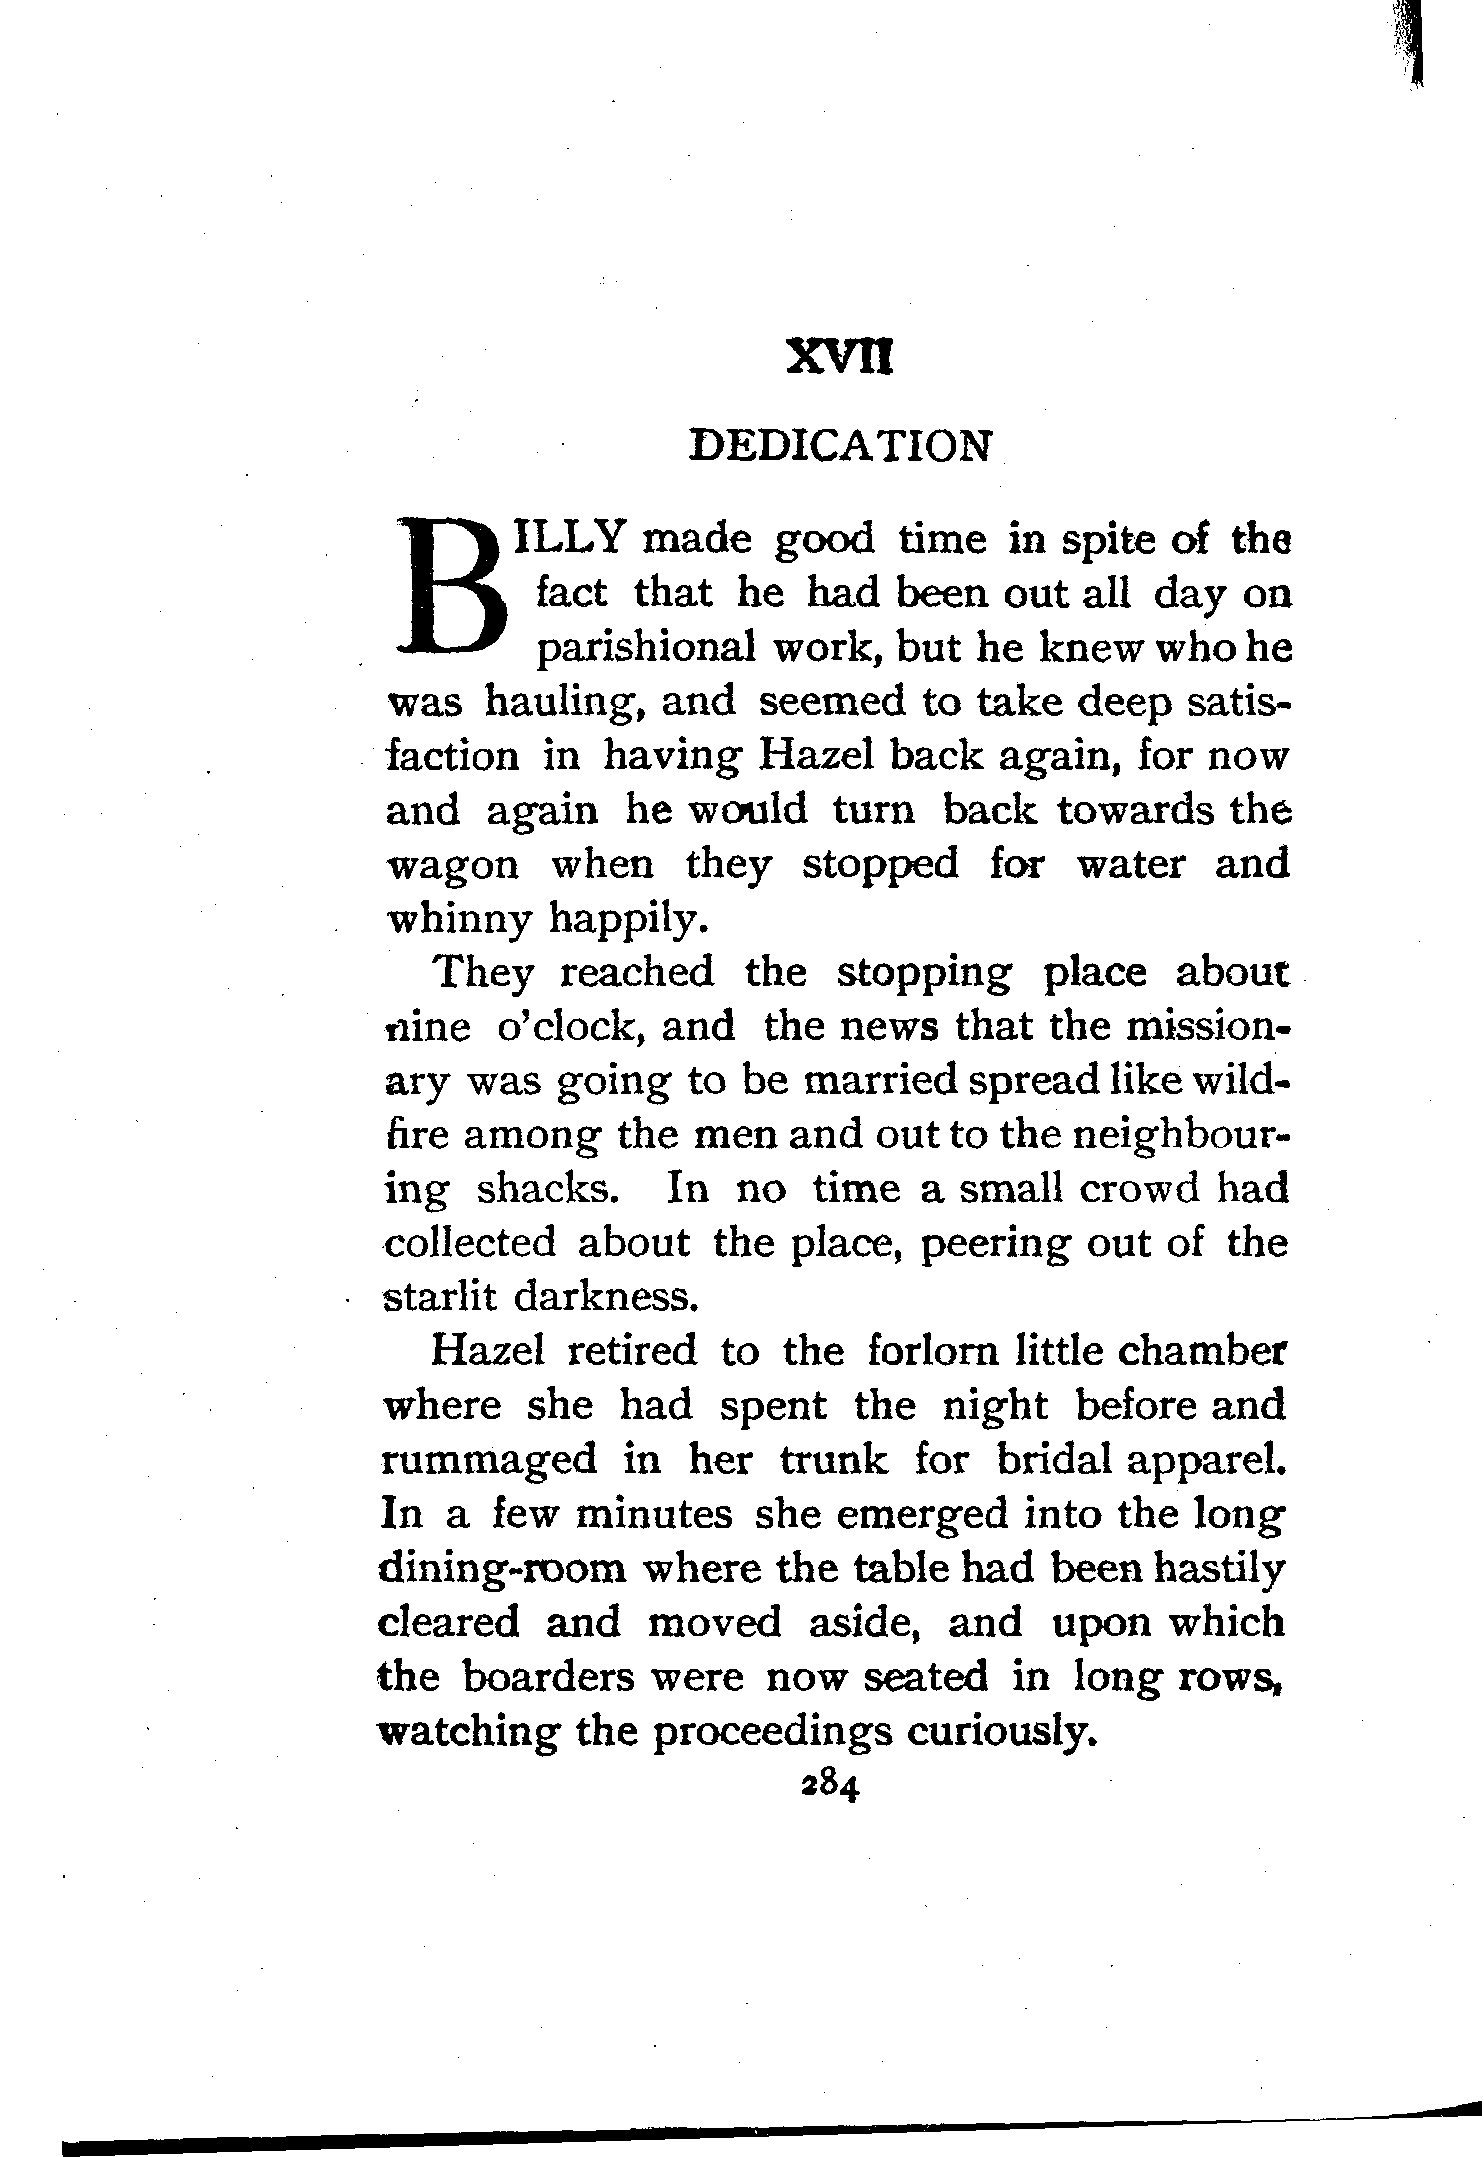 XVII
DEDICATION
BILLY made good time in spite of the
fact that he had been out all day on
parishional work, but he knew who he
was hauling, and seemed to take deep satis-
faction in having Hazel back again, for now
and again he would turn back towards the
wagon when they stopped for water and
whinny happily.
They reached the stopping place about
nine o'clock, and the news that the mission-
ary was going to be married spread like wild-
fire among the men and out to the neighbour-
ing shacks. In no time a small crowd had
collected about the place, peering out of the
starlit darkness.
Hazel retired to the forlorn little chamber
where she had spent the night before and
rummaged in her trunk for bridal apparel.
In a few minutes she emerged into the long
dining-room where the table had been hastily
cleared and moved aside, and upon which
the boarders were now seated in long rows,
watching the proceedings curiously.
284